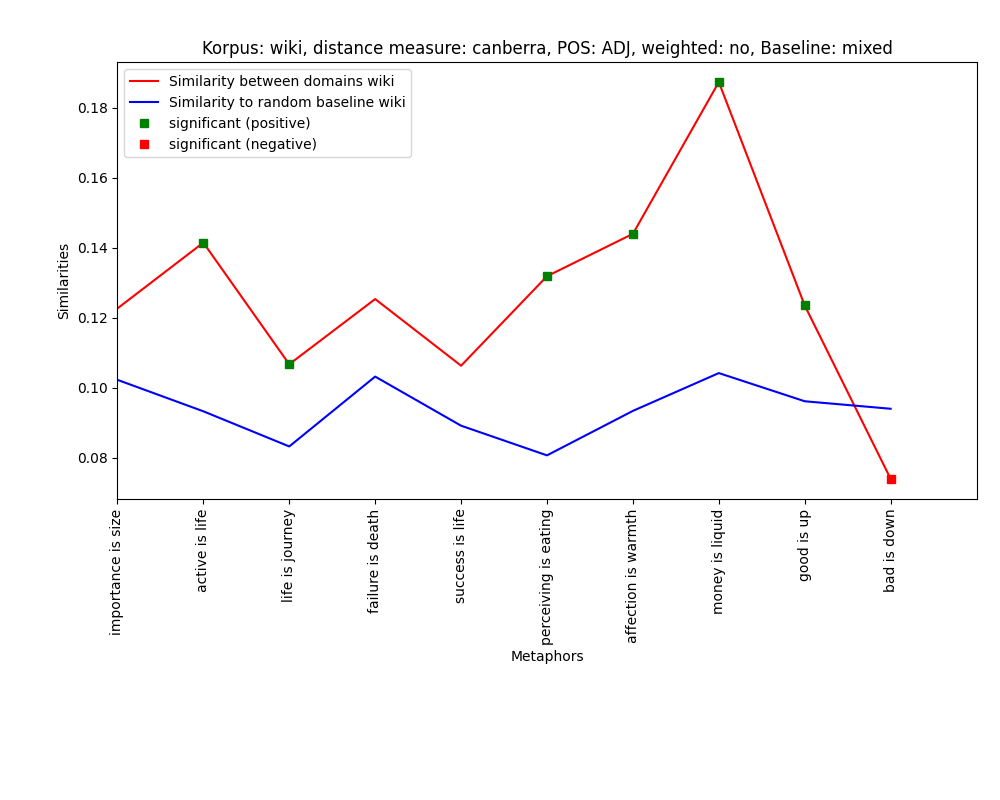 Korpus: wiki, distance measure: canberra, POS: ADJ, weighted: no, Baseline: mixed
Similarity between domains wiki
Similarity to random baseline wiki
significant (positive)
significant (negative)
0.18
0.16
0.14
0.12
0.10
0.08
Similarities
importance is size
active is life
life is journey
failure is death
success is life
perceiving is eating
affection is warmth
money is liquid
good is up
bad is down
Metaphors